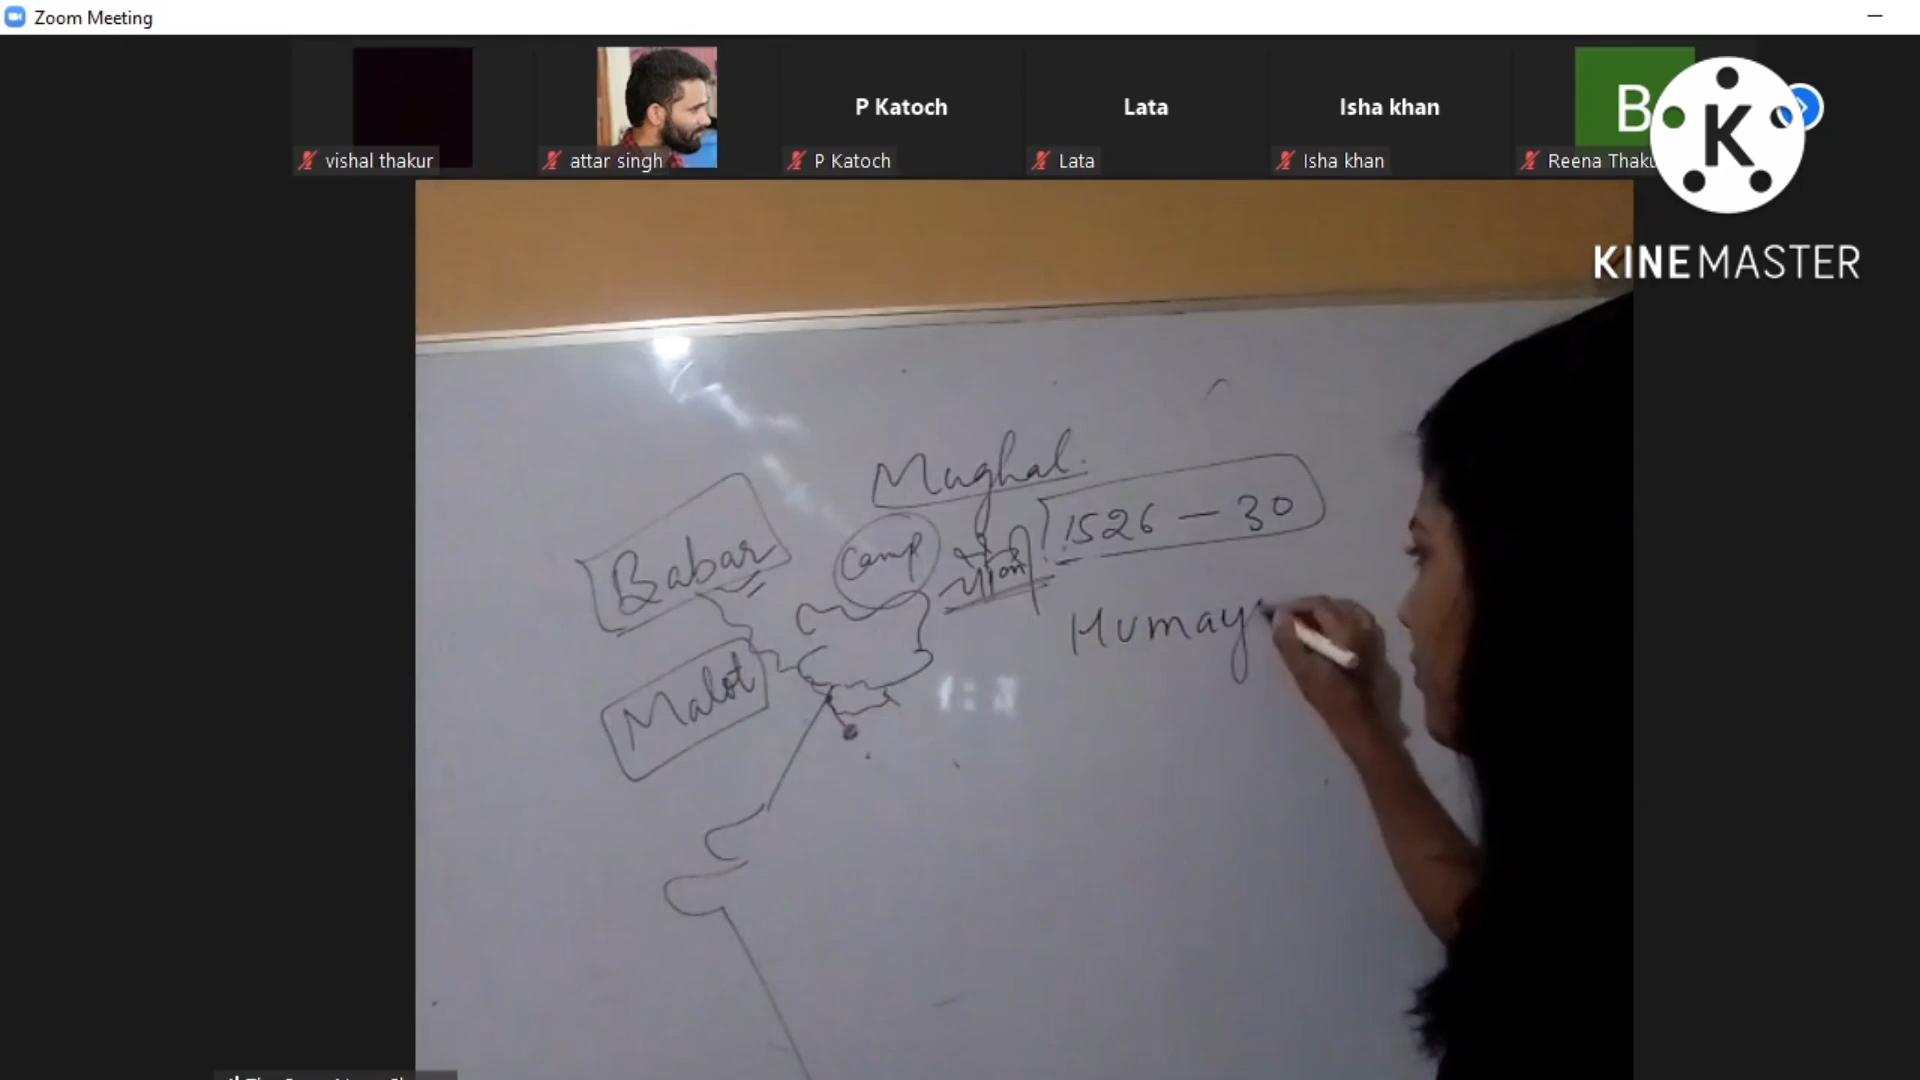 Zoom Meeting
P Katoch
Lata
Isha khan
B
K
vishal thakur
attar singh
P Katoch
Lata
Isha khan
Reena Thaku
KINEMASTER
Mughal.
1526 - 30
Babar
Camp
Humay
Malot